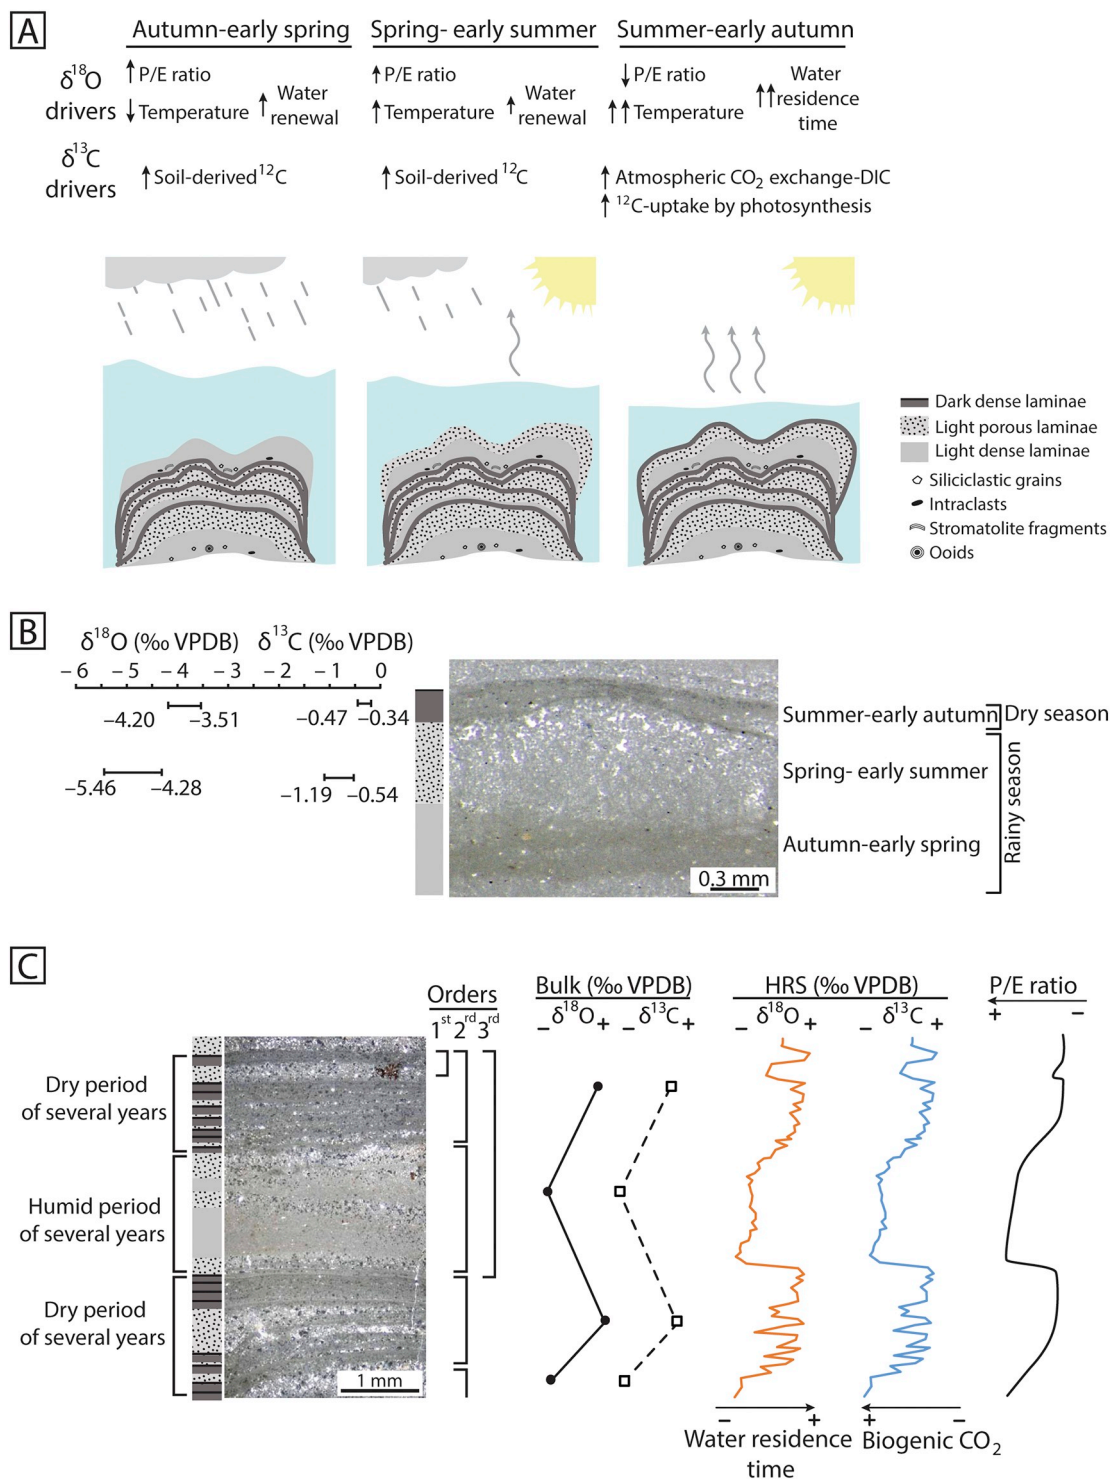 A
Autumn-early spring
Spring- early summer
Summer-early autumn
δ18O
drivers
↑ P/E ratio
↓ Temperature
↑ Water
renewal
↑ P/E ratio
↑ Temperature
↑ Water
renewal
↓ P/E ratio
↑↑ Temperature
↑↑ Water
residence
time
δ13C
drivers
↑ Soil-derived 12C
↑ Soil-derived 12C
↑ Atmospheric CO2 exchange-DIC
↑ 12C-uptake by photosynthesis
Dark dense laminae
Light porous laminae
Light dense laminae
Siliciclastic grains
Intraclasts
Stromatolite fragments
Ooids
B
δ18O (‰ VPDB)
δ13C (‰ VPDB)
−6 −5 −4 −3 −2 −1 0
−4.20 −3.51
−0.47 −0.34
−5.46 −4.28
−1.19 −0.54
0.3 mm
Summer-early autumn
Dry season
Spring- early summer
Autumn-early spring
Rainy season
C
Orders
1st 2rd 3rd
Bulk (‰ VPDB)
− δ18O +
− δ13C +
HRS (‰ VPDB)
− δ18O +
− δ13C +
P/E ratio
+ −
Dry period
of several years
Humid period
of several years
Dry period
of several years
1 mm
− +
Water residence
time
+ −
Biogenic CO2